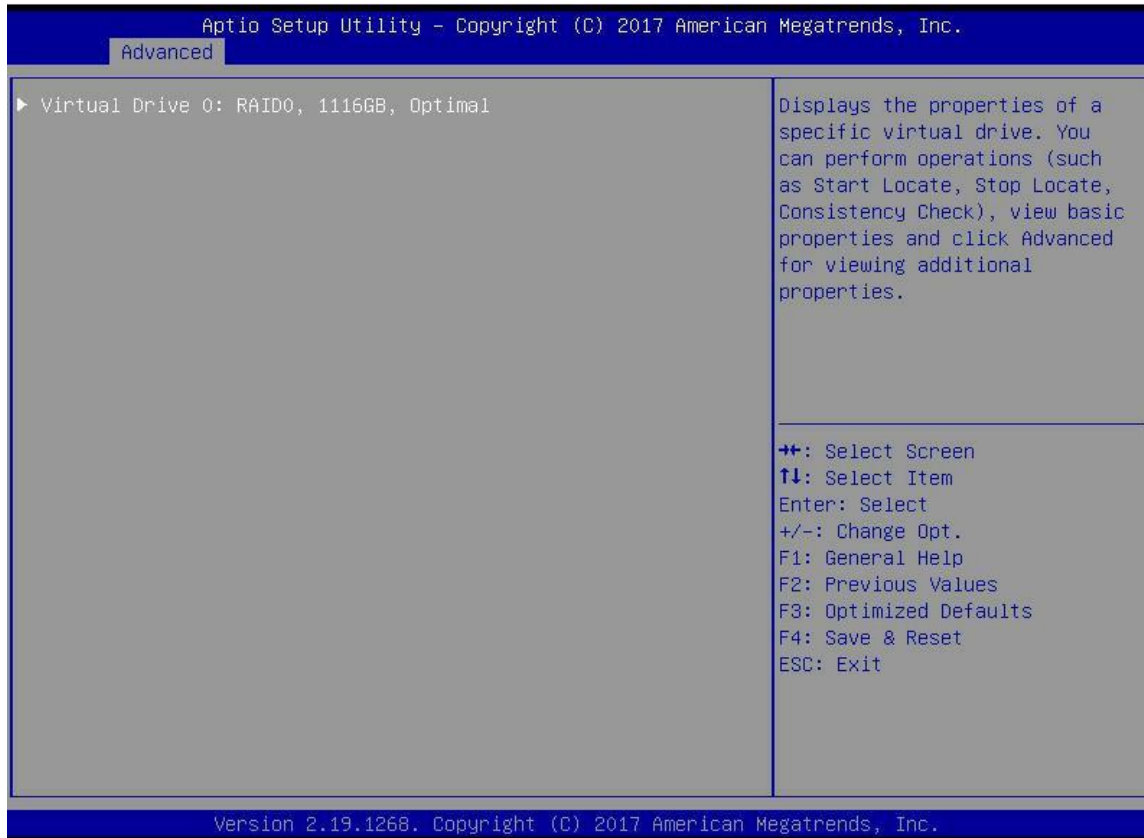 Aptio Setup Utility – Copyright (C) 2017 American Megatrends, Inc.
Advanced
▶ Virtual Drive 0: RAID0, 1116GB, Optimal
Displays the properties of a
specific virtual drive. You
can perform operations (such
as Start Locate, Stop Locate,
Consistency Check), view basic
properties and click Advanced
for viewing additional
properties.
→←: Select Screen
↑↓: Select Item
Enter: Select
+/-: Change Opt.
F1: General Help
F2: Previous Values
F3: Optimized Defaults
F4: Save & Reset
ESC: Exit
Version 2.19.1268. Copyright (C) 2017 American Megatrends, Inc.